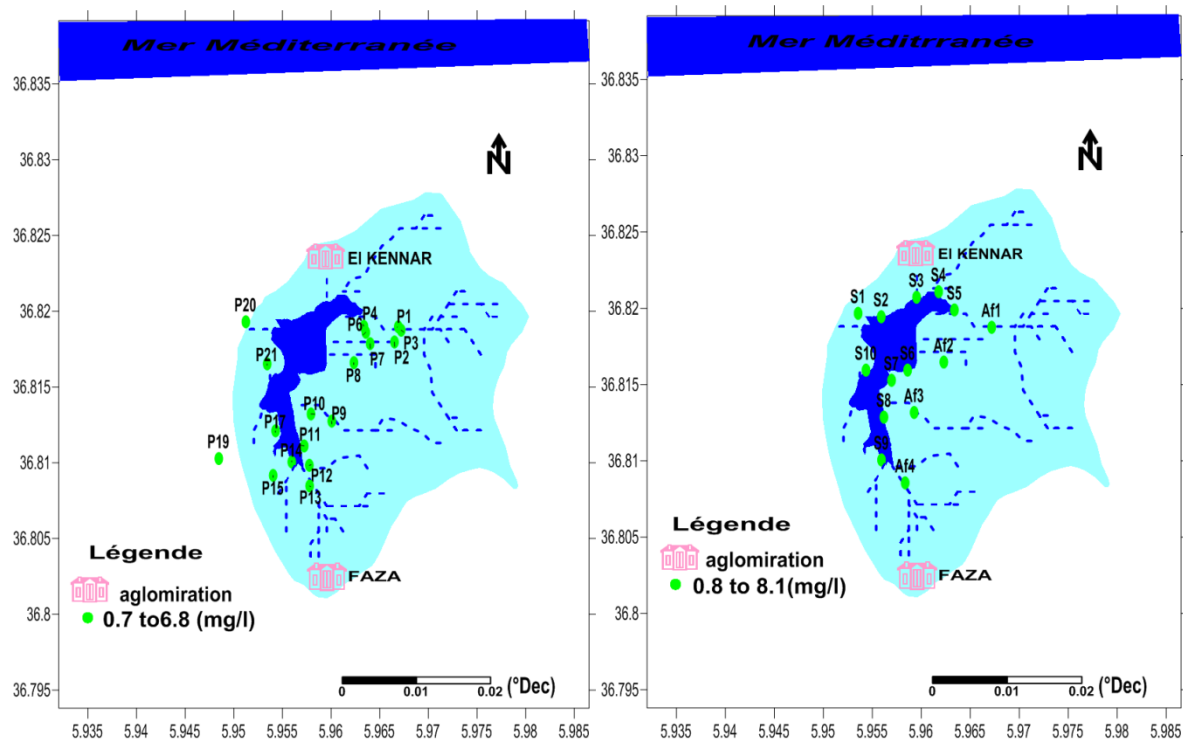 Mer Méditerranée
36.835
36.83
N
36.825
El KENNAR
P20
P4
P1
36.82
P6
P3
P7
P2
P21
P8
36.815
P10
P9
P17
P11
P19
P14
36.81
P12
P15
P13
36.805
Légende
FAZA
aglomiration
36.8
0.7 to6.8 (mg/l)
36.795
0 0.01 0.02 (°Dec)
5.935 5.94 5.945 5.95 5.955 5.96 5.965 5.97 5.975 5.98 5.985
Mer Méditrranée
36.835
36.83
N
36.825
El KENNAR
S4
S3
S1
S2
S5
36.82
Af1
Af2
S10
S6
S7
36.815
Af3
S8
S9
36.81
Af4
36.805
Légende
aglomiration
FAZA
0.8 to 8.1(mg/l)
36.8
36.795
0 0.01 0.02 (°Dec)
5.935 5.94 5.945 5.95 5.955 5.96 5.965 5.97 5.975 5.98 5.985